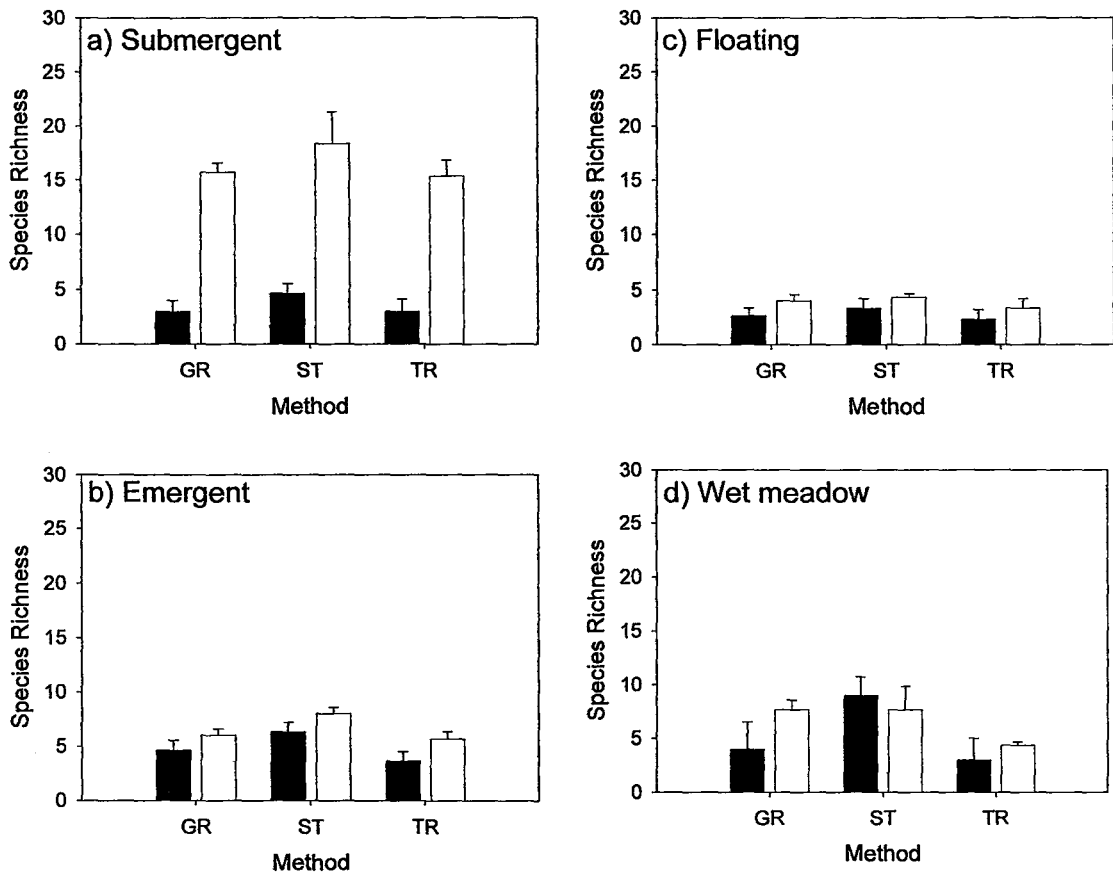 a) Submergent
Species Richness
30
25
20
15
10
5
0
GR ST TR
Method
b) Emergent
Species Richness
30
25
20
15
10
5
0
GR ST TR
Method
c) Floating
Species Richness
30
25
20
15
10
5
0
GR ST TR
Method
d) Wet meadow
Species Richness
30
25
20
15
10
5
0
GR ST TR
Method